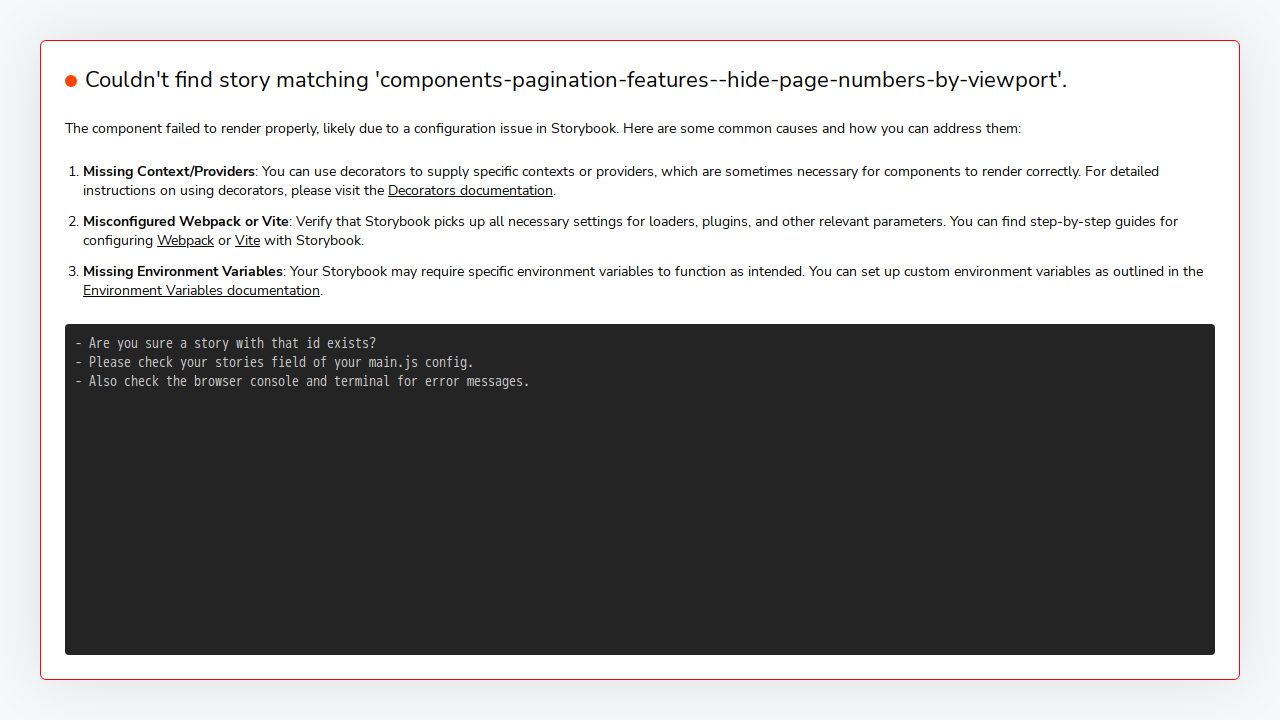 Couldn't find story matching 'components-pagination-features--hide-page-numbers-by-viewport'.
The component failed to render properly, likely due to a configuration issue in Storybook. Here are some common causes and how you can address them:
1. Missing Context/Providers: You can use decorators to supply specific contexts or providers, which are sometimes necessary for components to render correctly. For detailed
instructions on using decorators, please visit the Decorators documentation.
2. Misconfigured Webpack or Vite: Verify that Storybook picks up all necessary settings for loaders, plugins, and other relevant parameters. You can find step-by-step guides for
configuring Webpack or Vite with Storybook.
3. Missing Environment Variables: Your Storybook may require specific environment variables to function as intended. You can set up custom environment variables as outlined in the
Environment Variables documentation.
- Are you sure a story with that id exists?
- Please check your stories field of your main.js config.
- Also check the browser console and terminal for error messages.